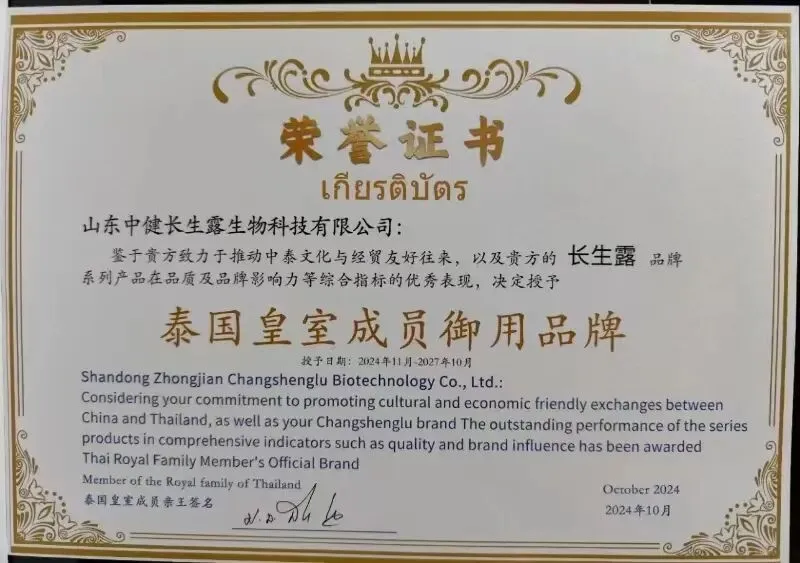 荣誉证书
เกียรติบัตร
山东中健长生露生物科技有限公司：
鉴于贵方致力于推动中泰文化与经贸友好往来，以及贵方的 长生露 品牌
系列产品在品质及品牌影响力等综合指标的优秀表现，决定授予
泰国皇室成员御用品牌
授予日期：2024年11月-2027年10月
Shandong Zhongjian Changshenglu Biotechnology Co., Ltd.:
Considering your commitment to promoting cultural and economic friendly exchanges between
China and Thailand, as well as your Changshenglu brand The outstanding performance of the series
products in comprehensive indicators such as quality and brand influence has been awarded
Thai Royal Family Member's Official Brand
Member of the Royal family of Thailand
泰国皇室成员亲王签名
October 2024
2024年10月